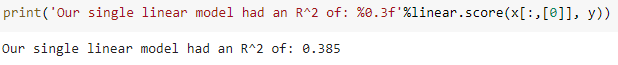 print('Our single linear model had an R^2 of: %0.3f'%linear.score(x[:,[0]], y))
Our single linear model had an R^2 of: 0.385